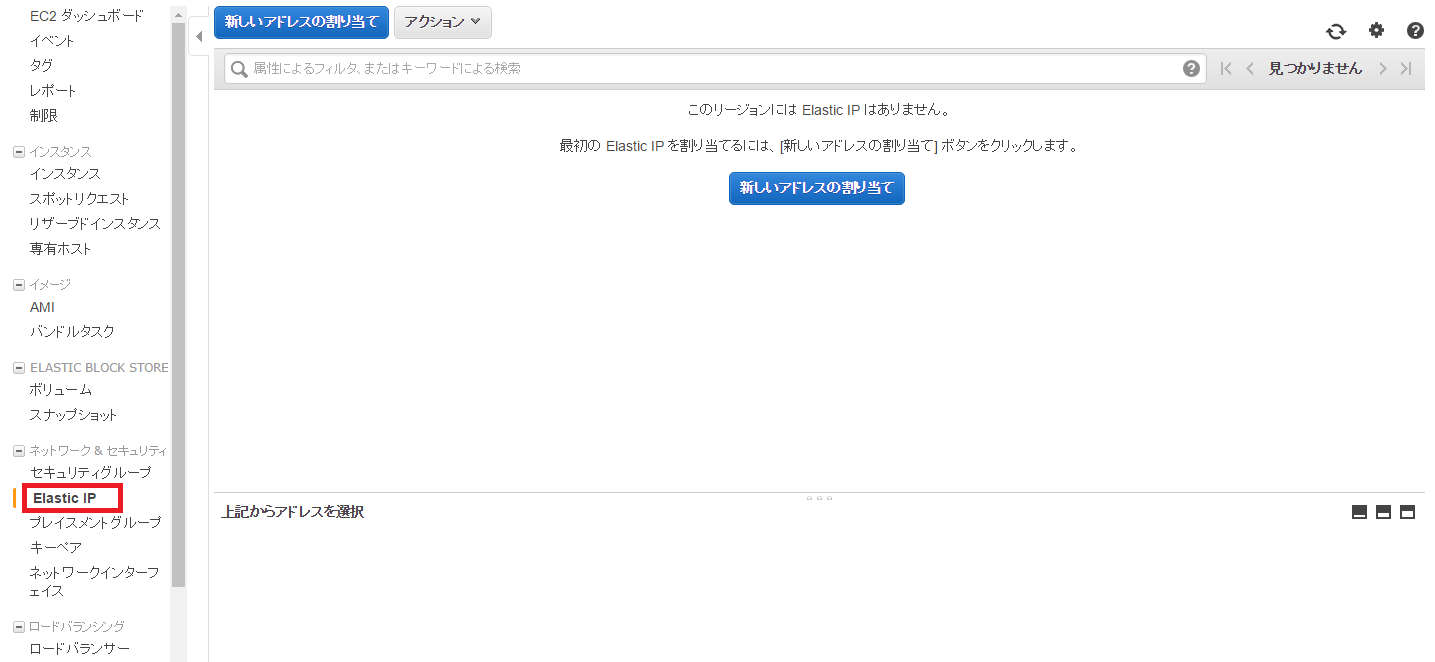 EC2 ダッシュボード
イベント
タグ
レポート
制限
インスタンス
インスタンス
スポットリクエスト
リザーブドインスタンス
専有ホスト
イメージ
AMI
バンドルタスク
ELASTIC BLOCK STORE
ボリューム
スナップショット
ネットワーク & セキュリティ
セキュリティグループ
Elastic IP
プレイスメントグループ
キーペア
ネットワークインターフ
ェイス
ロードバランシング
ロードバランサー
新しいアドレスの割り当て アクション
属性によるフィルタ、またはキーワードによる検索 見つかりません
このリージョンには Elastic IP はありません。
最初の Elastic IP を割り当てるには、[新しいアドレスの割り当て] ボタンをクリックします。
新しいアドレスの割り当て
上記からアドレスを選択